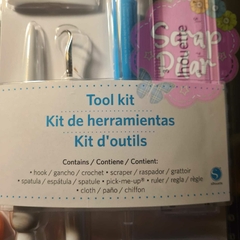 Scrap
Dear
Tool kit
Kit de herramientas
Kit d'outils
Contains / Contiene / Contient:
• hook / gancho / crochet • scraper / raspador / grattoir
• spatula / espátula / spatule • pick-me-up® • ruler / regla / règle
• cloth / paño / chiffon